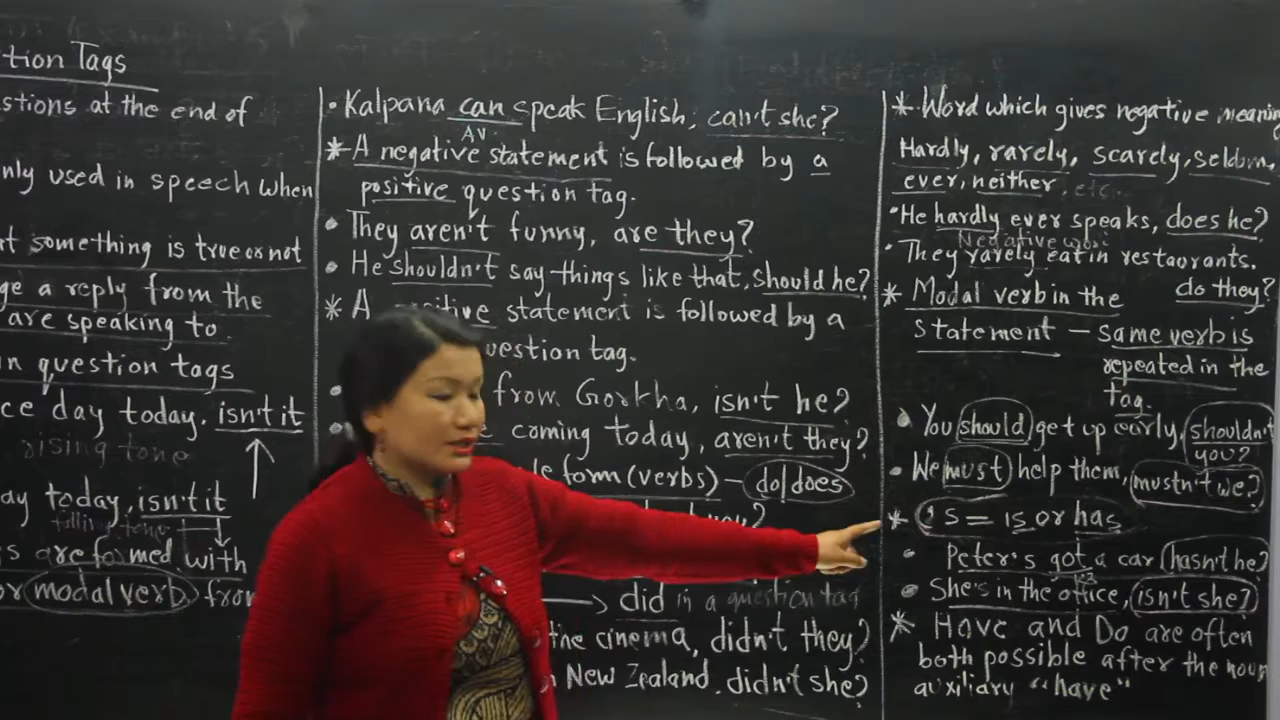 tion Tags
stions at the end of
nly used in speech when
t something is true or not
ge a reply from the
are speaking to.
n question tags
ce day today, isn't it
rising tone
ay today, isn't it
falling tone
s are formed with
or modal verb from
• Kalpana can speak English, can't she?
AV
* A negative statement is followed by a
positive question tag.
• They aren't funny, are they?
• He shouldn't say things like that, should he?
* A positive statement is followed by a
uestion tag.
• from Gorkha, isn't he?
• coming today, aren't they?
le form (verbs) – do/does
you?
→ did in a question tag
the cinema, didn't they?
n New Zealand, didn't she?
* Word which gives negative meaning
Hardly, rarely, scarely, seldom,
ever, neither, etc.
• He hardly ever speaks, does he?
Negative word
• They rarely eat in restaurants.
do they?
* Modal verb in the
statement – same verb is
repeated in the
tag.
• You should get up early, shouldn't
you?
• We must help them, mustn't we?
* 's = is or has
• Peter's got a car hasn't he?
• She's in the office, isn't she?
* Have and Do are often
both possible after the noun
auxiliary "have"